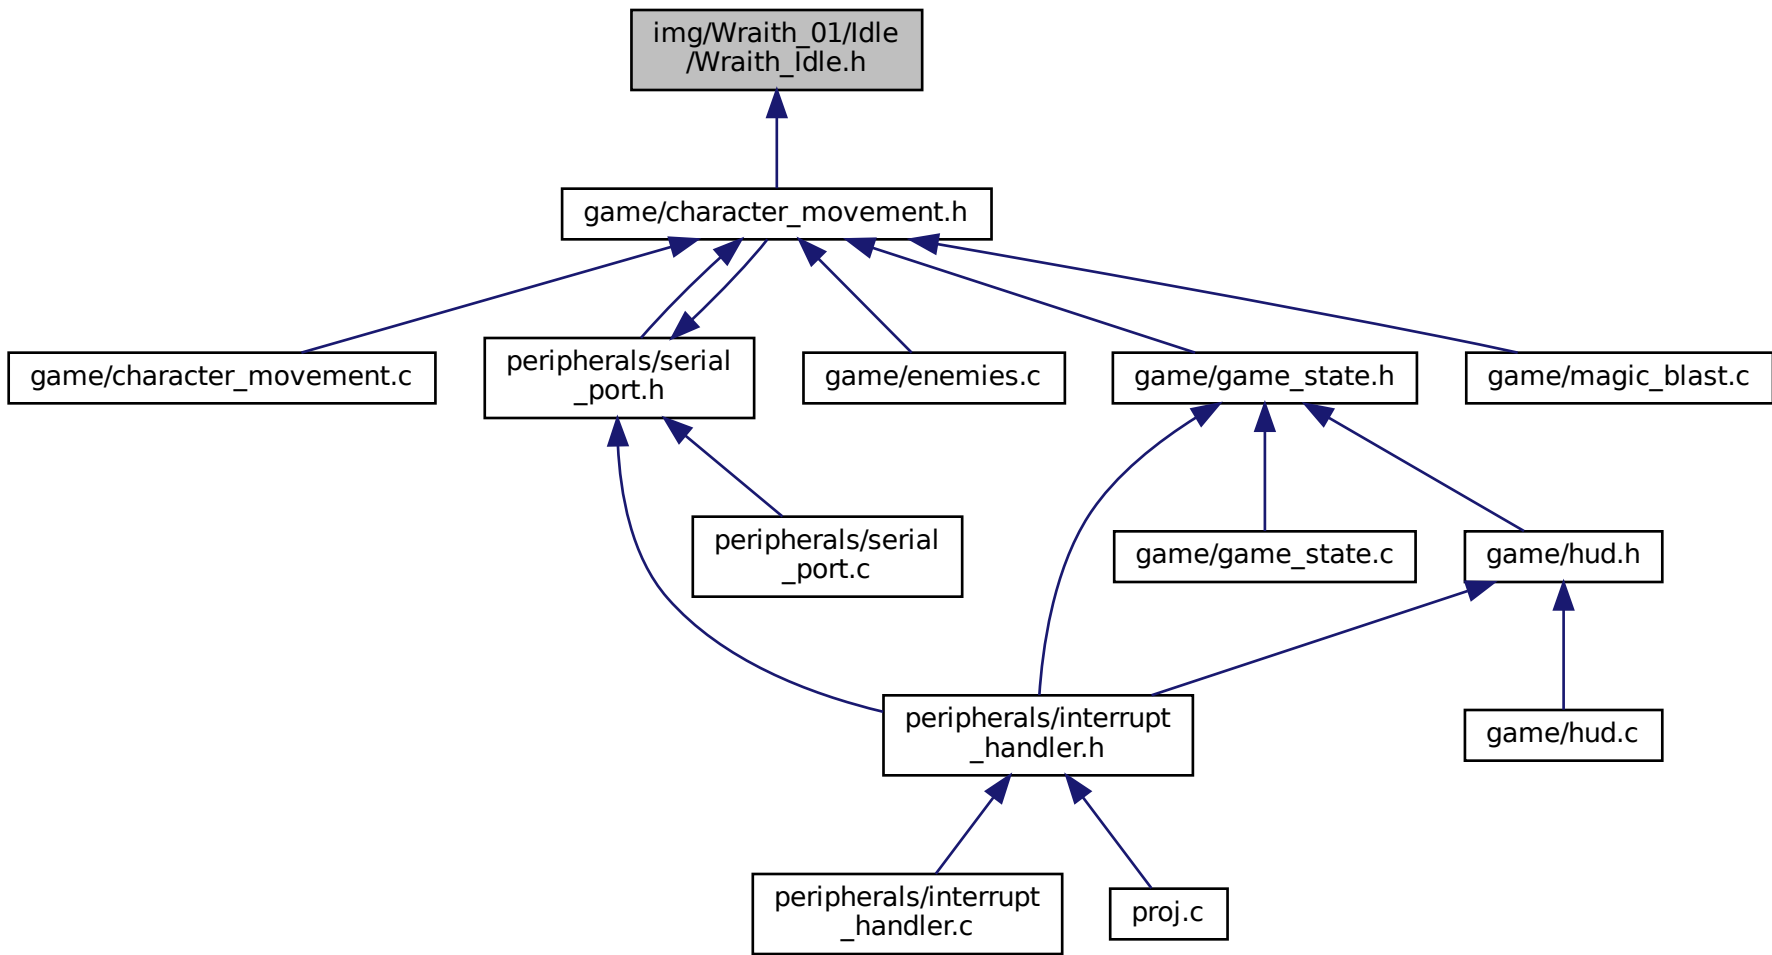 img/Wraith_01/Idle
/Wraith_Idle.h
game/character_movement.h
game/character_movement.c
peripherals/serial
_port.h
game/enemies.c
game/game_state.h
game/magic_blast.c
peripherals/serial
_port.c
game/game_state.c
game/hud.h
peripherals/interrupt
_handler.h
game/hud.c
peripherals/interrupt
_handler.c
proj.c